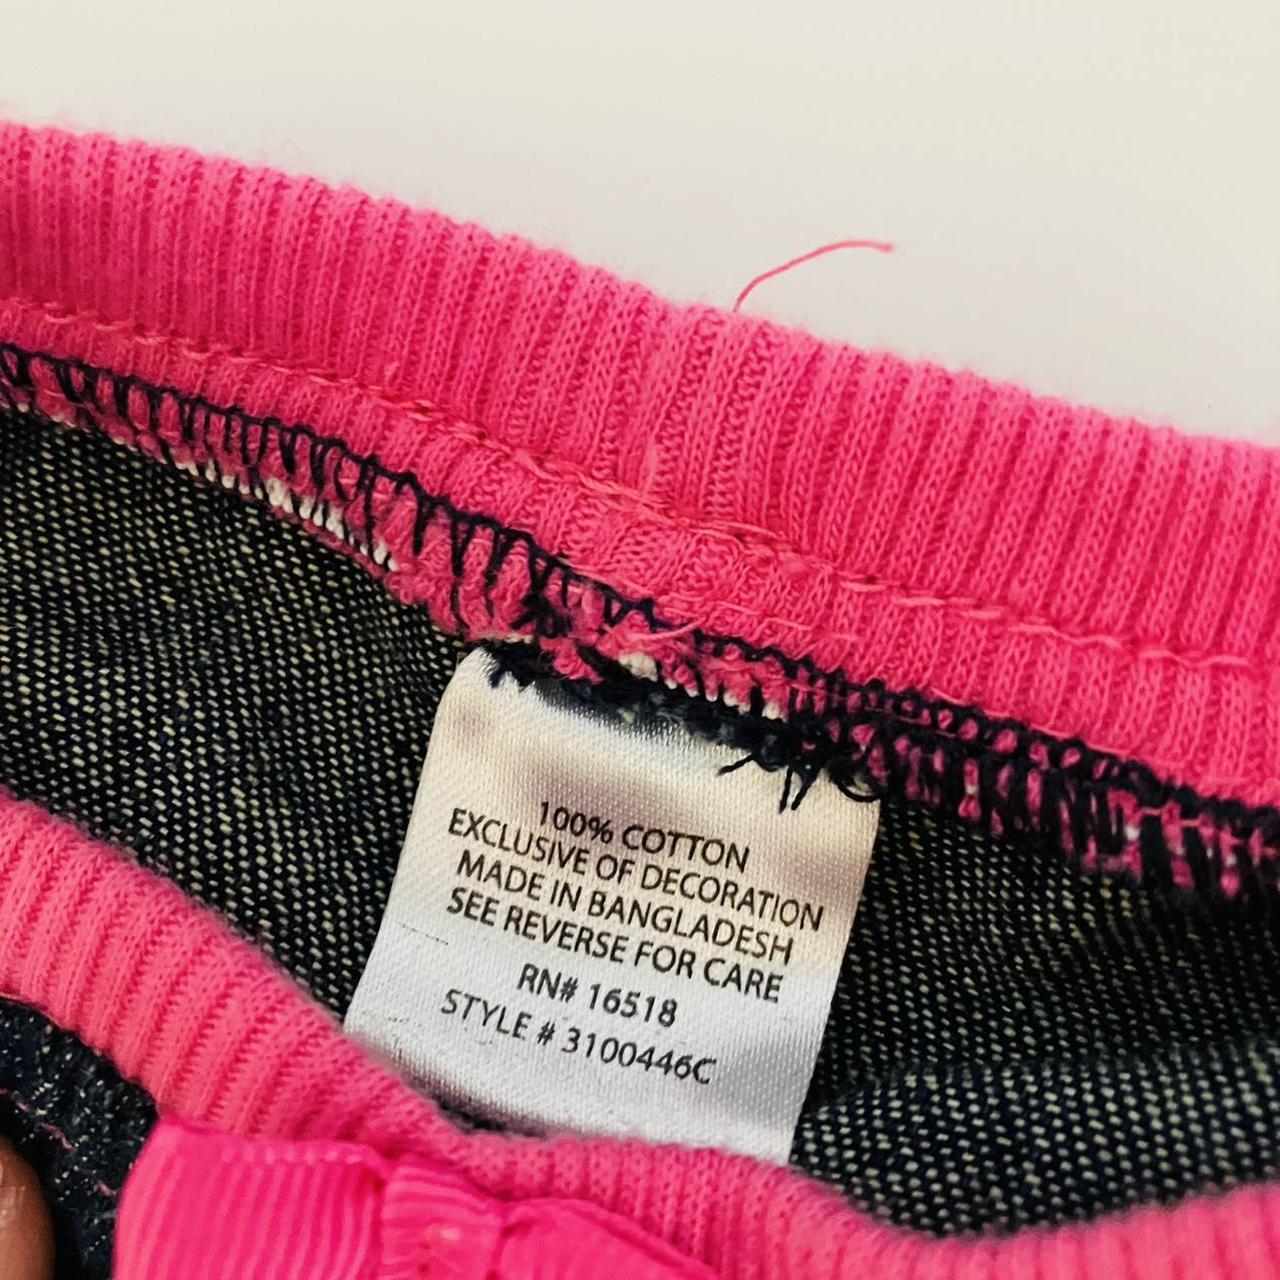 100% COTTON
EXCLUSIVE OF DECORATION
MADE IN BANGLADESH
SEE REVERSE FOR CARE
RN# 16518
STYLE # 3100446C